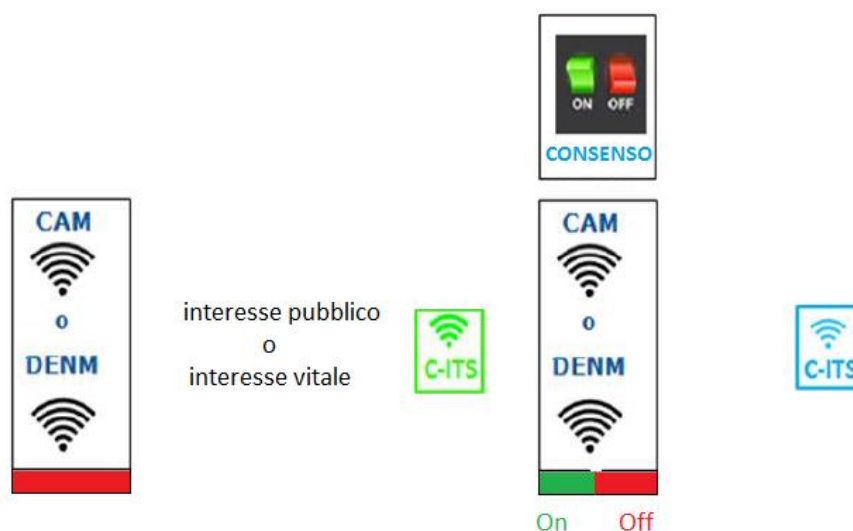 ON OFF
CONSENSO
CAM
o
DENM
interesse pubblico
o
interesse vitale
C-ITS
CAM
o
DENM
On Off
C-ITS